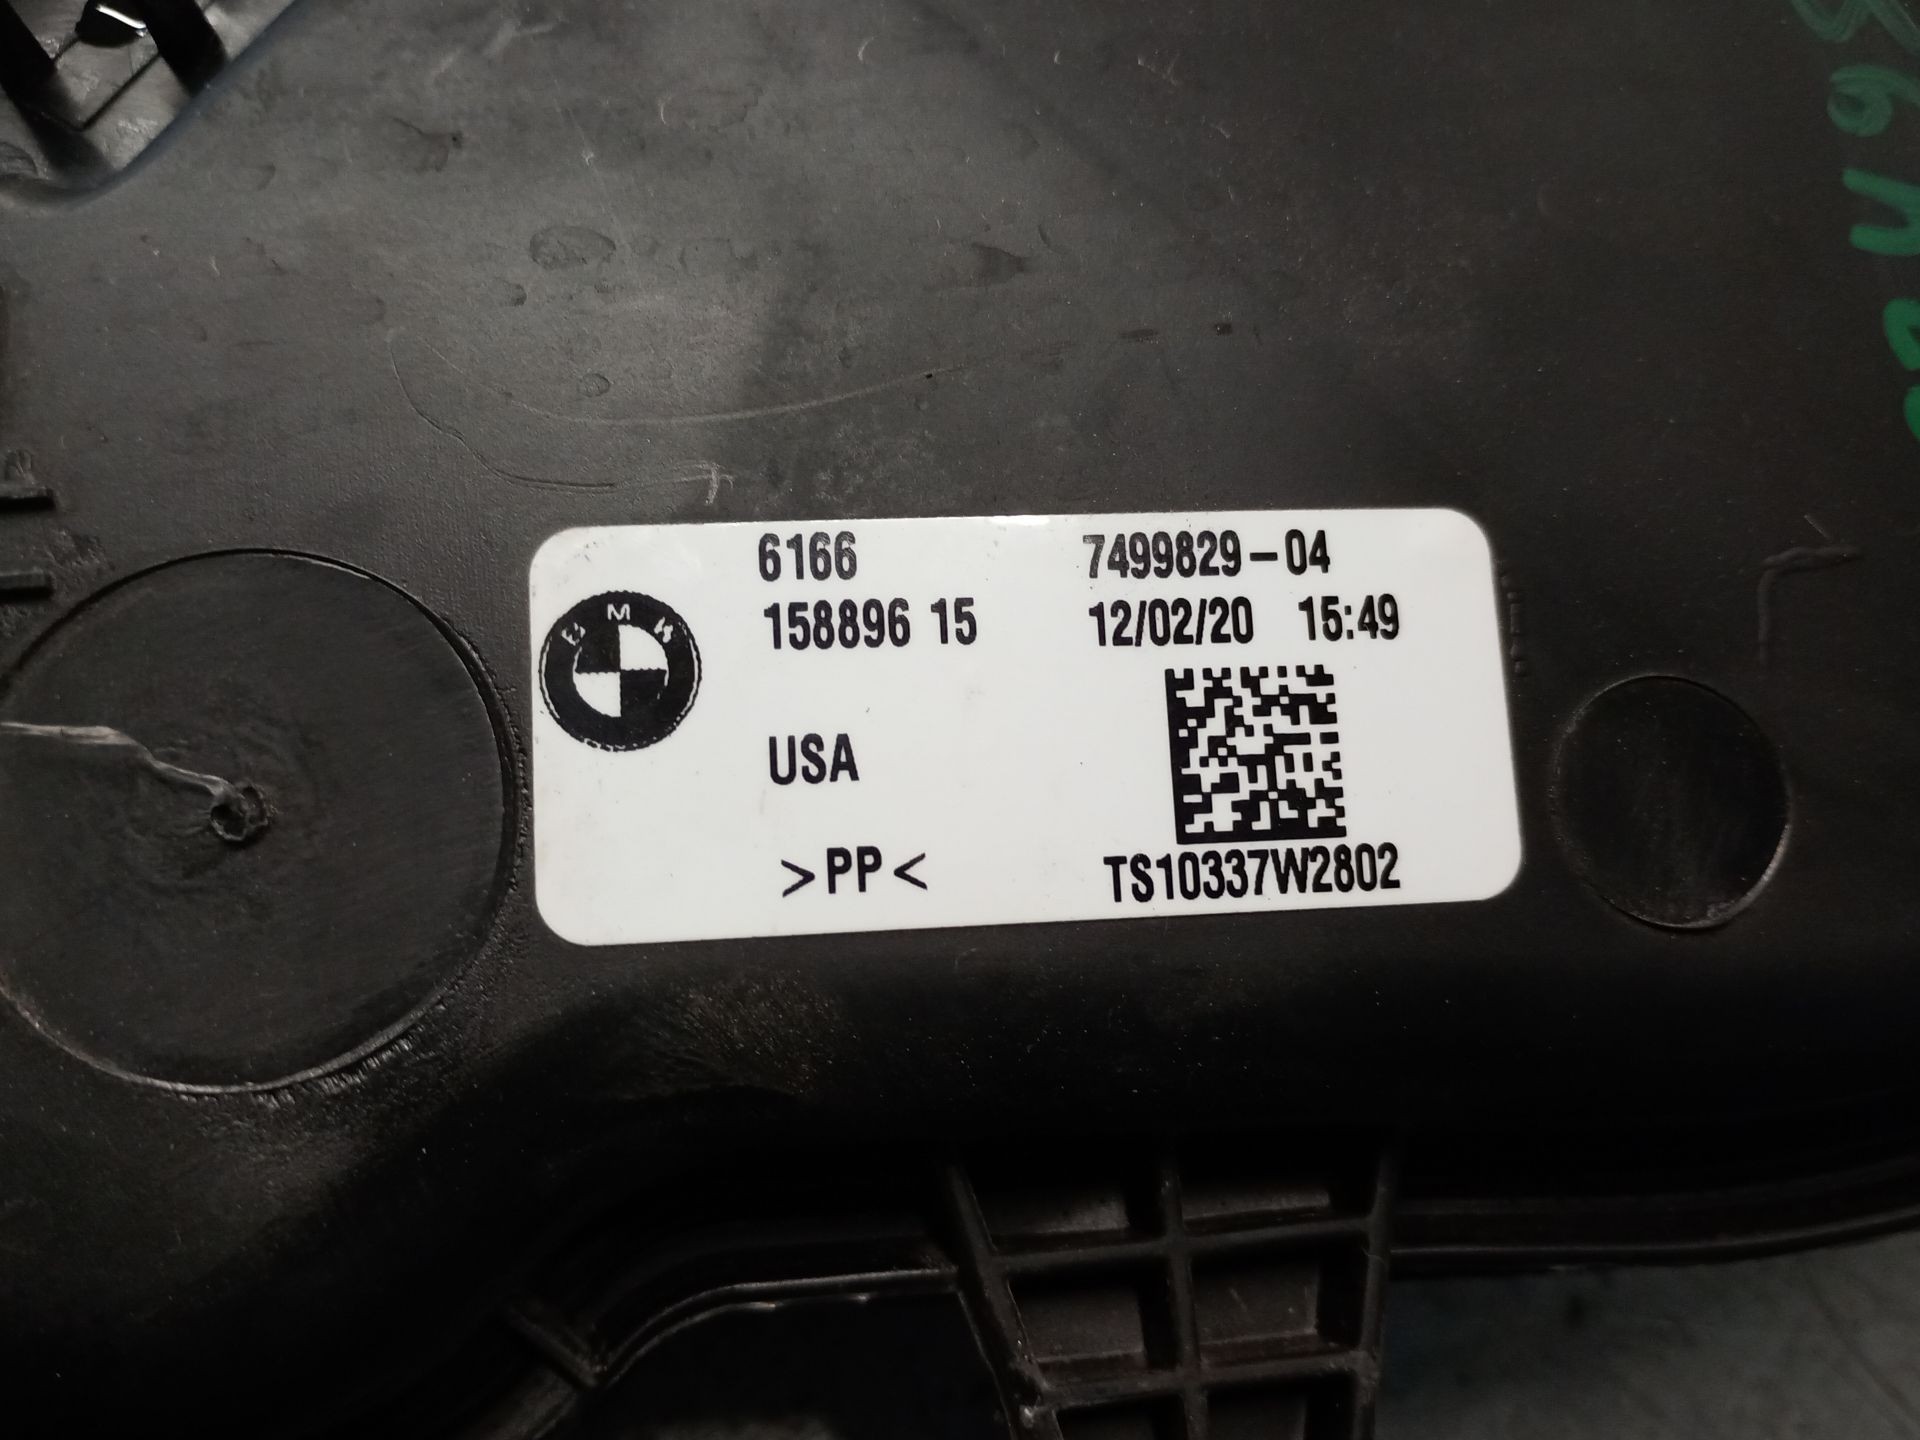 6166 7499829-04
158896 15 12/02/20 15:49
BMW
USA
>PP< TS10337W2802